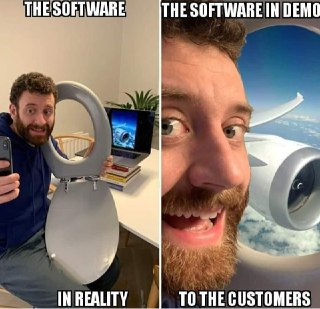 THE SOFTWARE
IN REALITY
THE SOFTWARE IN DEMO
TO THE CUSTOMERS